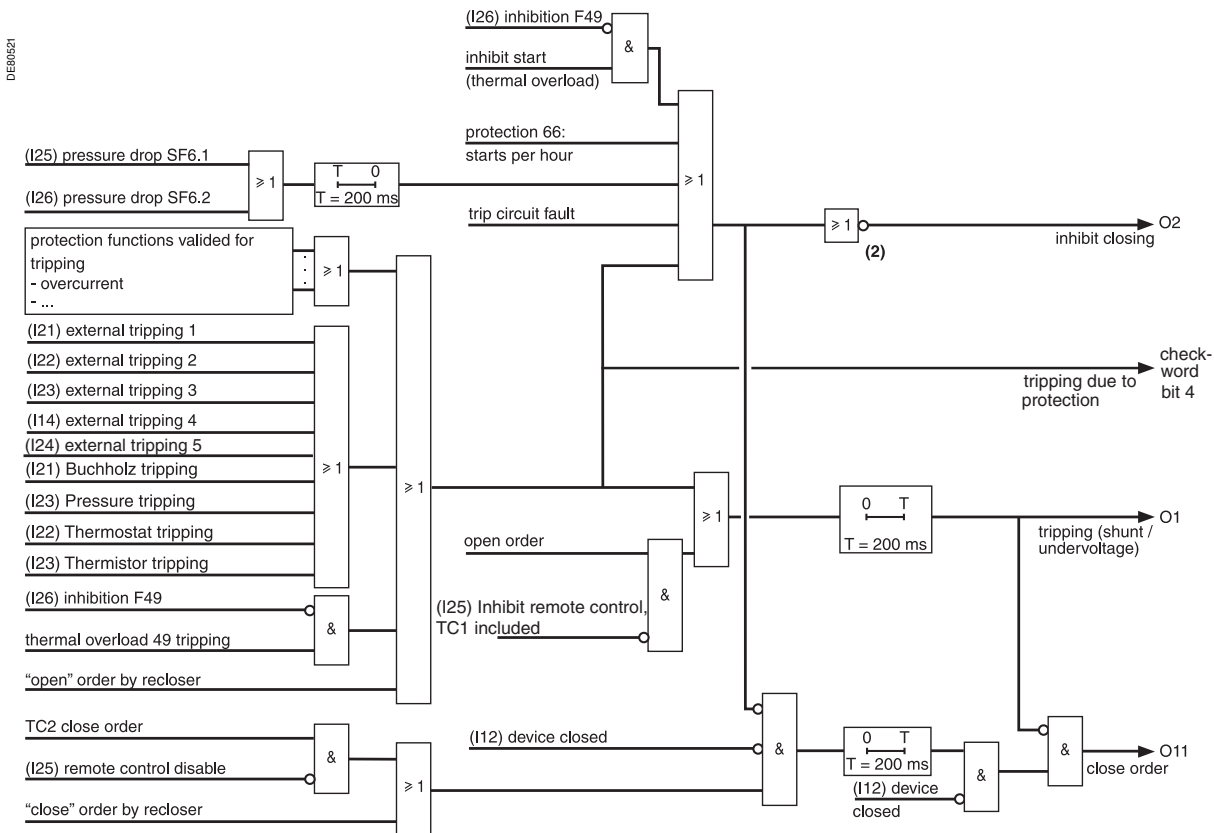 DE80521
(I26) inhibition F49
&
inhibit start
(thermal overload)
protection 66:
starts per hour
(I25) pressure drop SF6.1
⩾ 1
T 0
T = 200 ms
(I26) pressure drop SF6.2
⩾ 1
trip circuit fault
⩾ 1
(2)
O2
inhibit closing
protection functions valided for
tripping
- overcurrent
- ...
⩾ 1
(I21) external tripping 1
(I22) external tripping 2
(I23) external tripping 3
(I14) external tripping 4
(I24) external tripping 5
(I21) Buchholz tripping
(I23) Pressure tripping
(I22) Thermostat tripping
(I23) Thermistor tripping
⩾ 1
⩾ 1
check-
word
bit 4
tripping due to
protection
⩾ 1
0 T
T = 200 ms
O1
tripping (shunt /
undervoltage)
open order
&
(I25) Inhibit remote control,
TC1 included
(I26) inhibition F49
&
thermal overload 49 tripping
“open” order by recloser
TC2 close order
&
(I25) remote control disable
⩾ 1
“close” order by recloser
(I12) device closed
&
0 T
T = 200 ms
(I12) device
closed
&
&
O11
close order